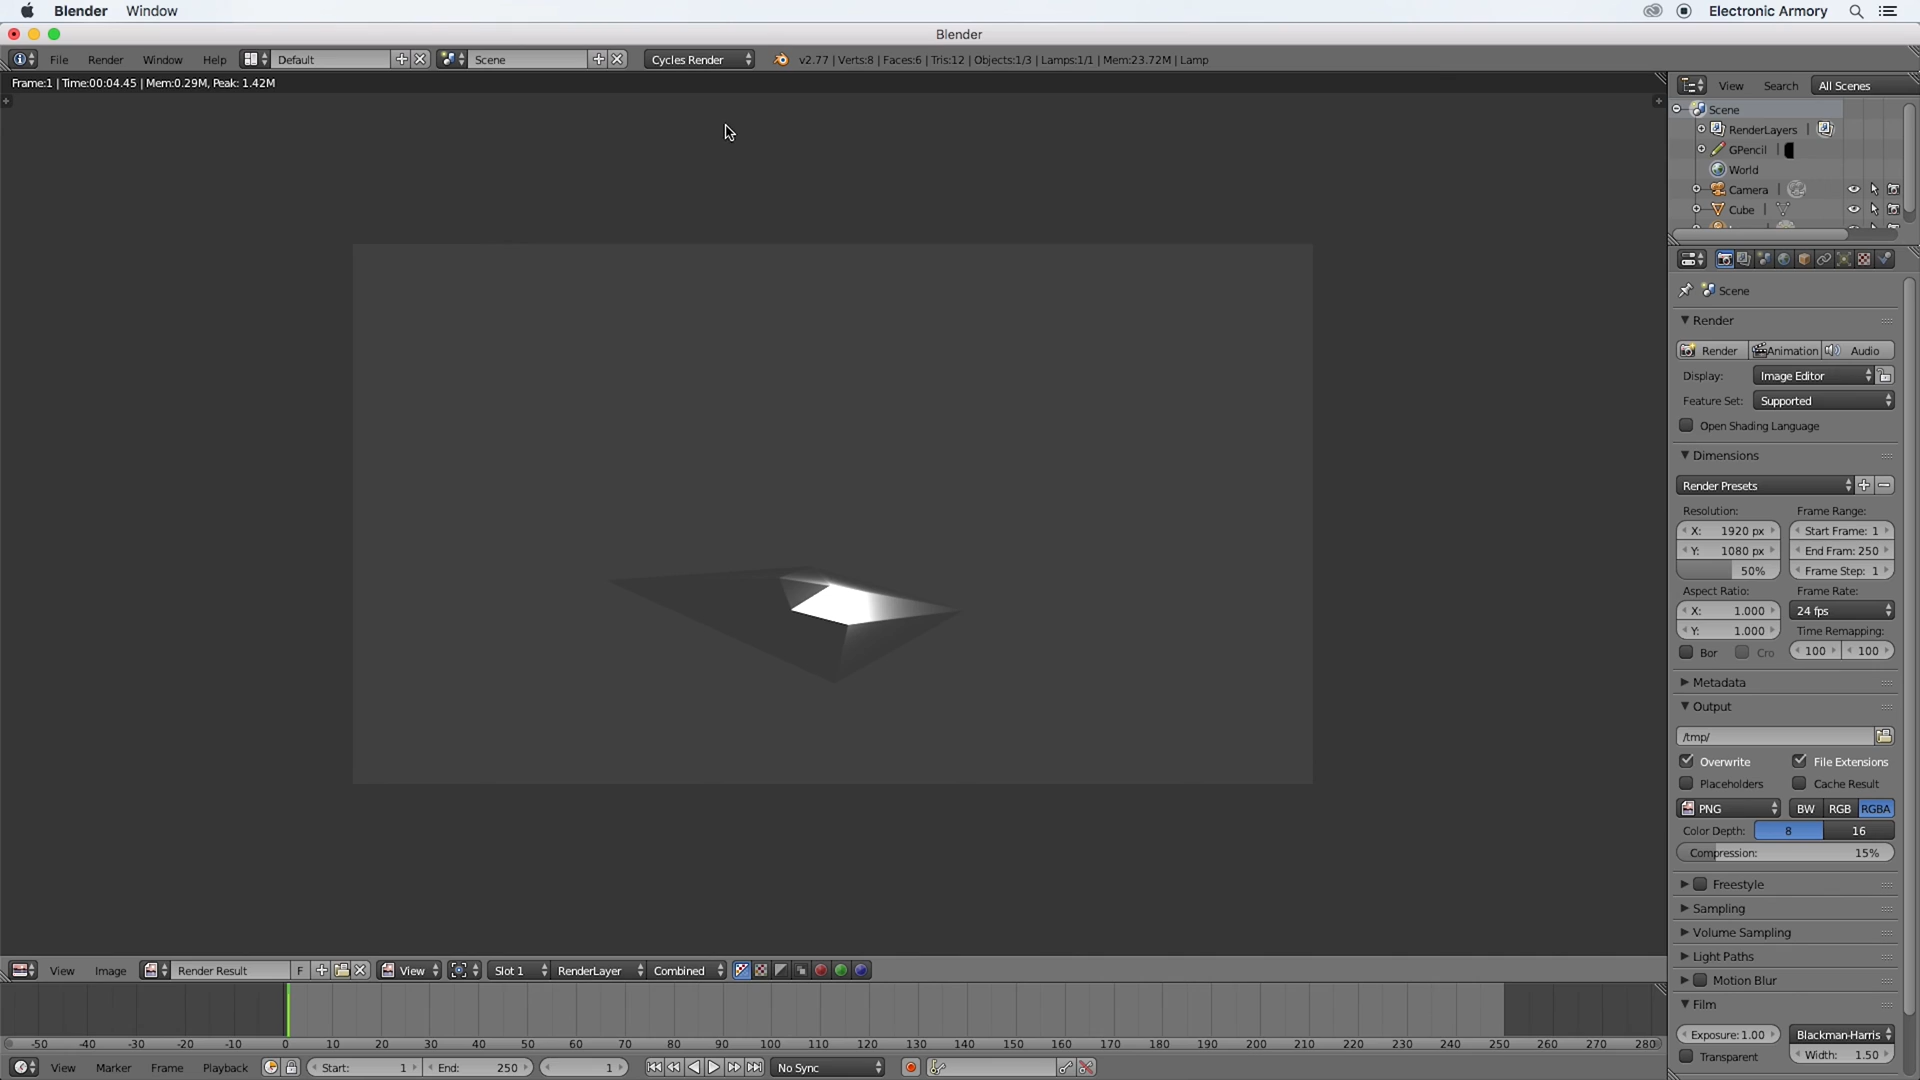 Blender Window Electronic Armory
Blender
File Render Window Help Default Scene Cycles Render v2.77 | Verts:8 | Faces:6 | Tris:12 | Objects:1/3 | Lamps:1/1 | Mem:23.72M | Lamp
Frame:1 | Time:00:04.45 | Mem:0.29M, Peak: 1.42M
View Search All Scenes
Scene
RenderLayers
GPencil
World
Camera
Cube
Scene
Render
Render Animation Audio
Display: Image Editor
Feature Set: Supported
Open Shading Language
Dimensions
Render Presets
Resolution: Frame Range:
X: 1920 px Start Frame: 1
Y: 1080 px End Fram: 250
50% Frame Step: 1
Aspect Ratio: Frame Rate:
X: 1.000 24 fps
Y: 1.000 Time Remapping:
Bor Cro 100 100
Metadata
Output
/tmp/
Overwrite File Extensions
Placeholders Cache Result
PNG BW RGB RGBA
Color Depth: 8 16
Compression: 15%
Freestyle
Sampling
Volume Sampling
Light Paths
Motion Blur
Film
Exposure: 1.00 Blackman-Harris
Transparent Width: 1.50
View Image Render Result F View Slot 1 RenderLayer Combined
-50 -40 -30 -20 -10 0 10 20 30 40 50 60 70 80 90 100 110 120 130 140 150 160 170 180 190 200 210 220 230 240 250 260 270 280
View Marker Frame Playback Start: 1 End: 250 1 No Sync